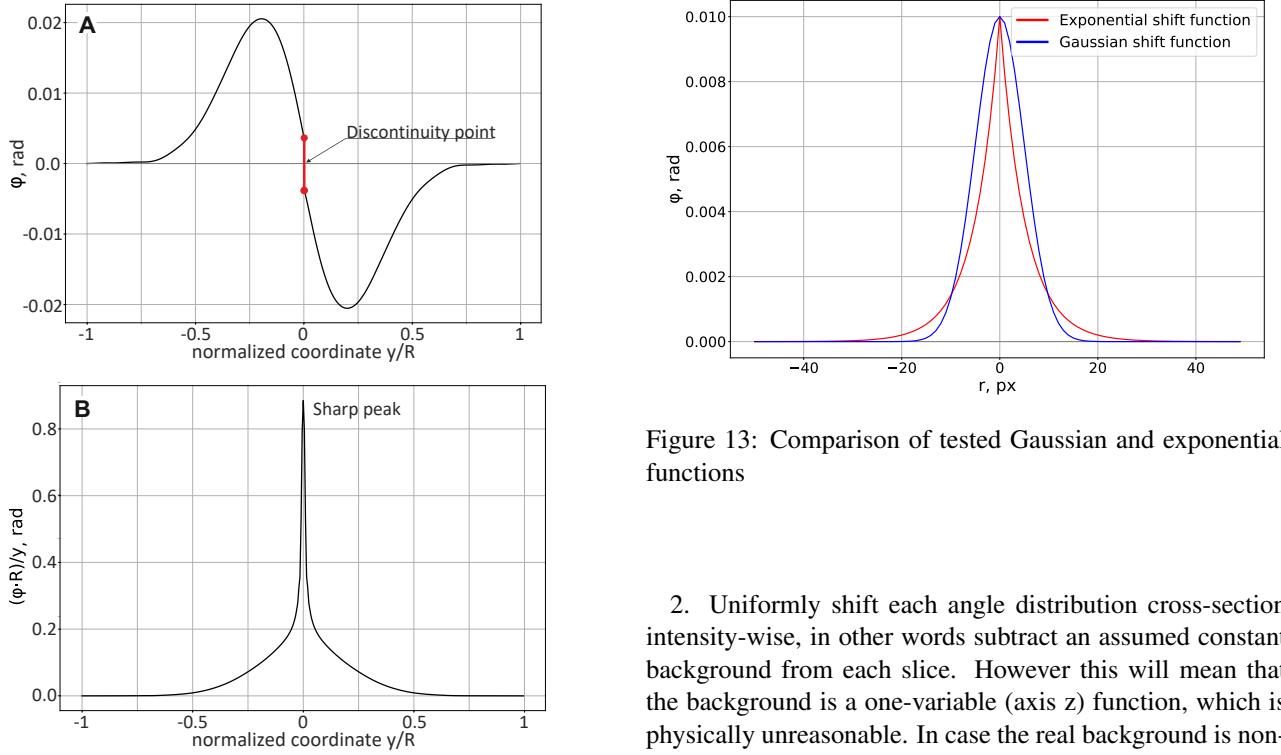 A
0.02
0.01
0.0
-0.01
-0.02
φ, rad
Discontinuity point
-1
-0.5
0
0.5
1
normalized coordinate y/R
B
Sharp peak
0.8
0.6
0.4
0.2
0.0
(φ·R)/y, rad
-1
-0.5
0
0.5
1
normalized coordinate y/R
Exponential shift function
Gaussian shift function
0.010
0.008
0.006
0.004
0.002
0.000
φ, rad
−40
−20
0
20
40
r, px
Figure 13: Comparison of tested Gaussian and exponential
functions
2. Uniformly shift each angle distribution cross-section
intensity-wise, in other words subtract an assumed constant
background from each slice. However this will mean that
the background is a one-variable (axis z) function, which is
physically unreasonable. In case the real background is non-